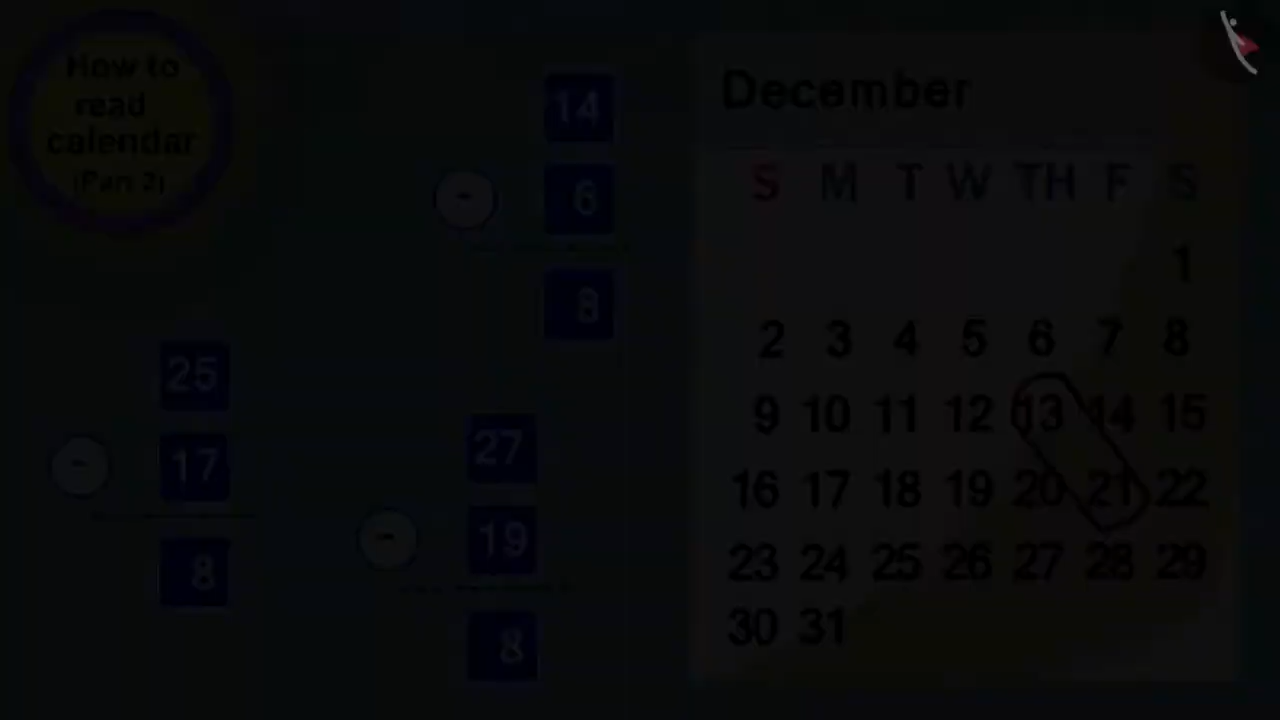 How to
read
calendar
(Part 2)
14
- 6
8
25
- 17
8
27
- 19
8
December
S M T W TH F S
1
2 3 4 5 6 7 8
9 10 11 12 13 14 15
16 17 18 19 20 21 22
23 24 25 26 27 28 29
30 31